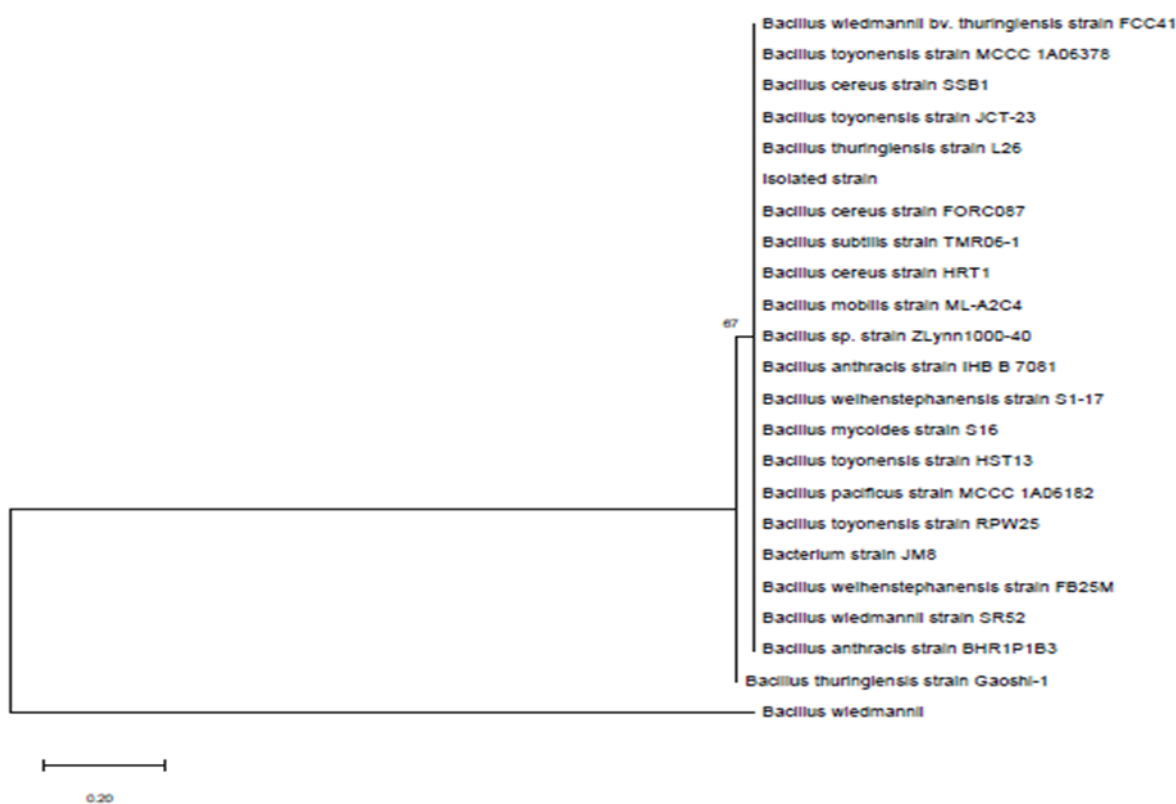 Bacillus wiedmannii bv. thuringiensis strain FCC41
Bacillus toyonensis strain MCCC 1A06378
Bacillus cereus strain SSB1
Bacillus toyonensis strain JCT-23
Bacillus thuringiensis strain L26
Isolated strain
Bacillus cereus strain FORC087
Bacillus subtilis strain TMR06-1
Bacillus cereus strain HRT1
Bacillus mobilis strain ML-A2C4
67
Bacillus sp. strain ZLynn1000-40
Bacillus anthracis strain IHB B 7081
Bacillus weihenstephanensis strain S1-17
Bacillus mycoides strain S16
Bacillus toyonensis strain HST13
Bacillus pacificus strain MCCC 1A06182
Bacillus toyonensis strain RPW25
Bacterium strain JM8
Bacillus weihenstephanensis strain FB25M
Bacillus wiedmannii strain SR52
Bacillus anthracis strain BHR1P1B3
Bacillus thuringiensis strain Gaoshi-1
Bacillus wiedmannii
0.20